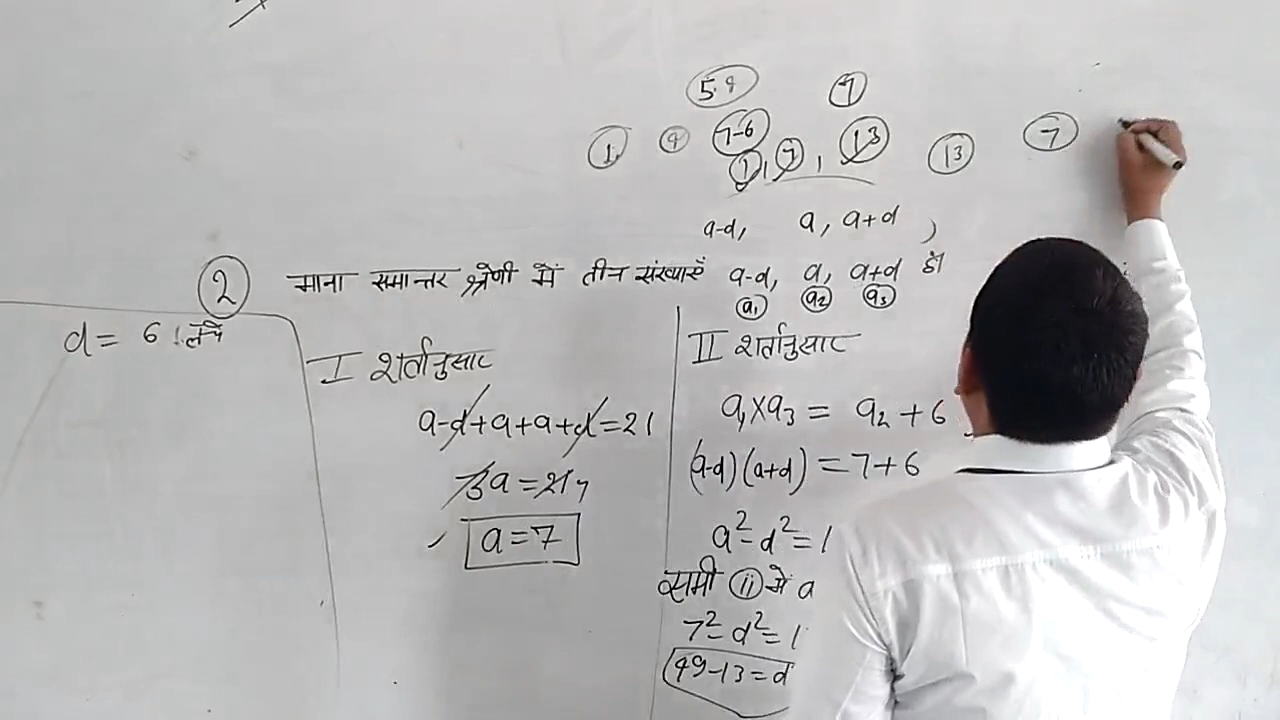 7
7-6 13 7
1 13
1, 7, 13
a-d, a, a+d,
2 माना समान्तर श्रेणी में तीन संख्याएँ a-d, a, a+d हो
a₁ a₂ a₃
d = 6
I शर्तानुसार
a-d+a+a+d=21
3a=21 7
a=7
II शर्तानुसार
a₁×a₃ = a₂+6
(a-d)(a+d) = 7+6
a²-d²=1
समी (ii) में a
7²-d²=1
49-13=d